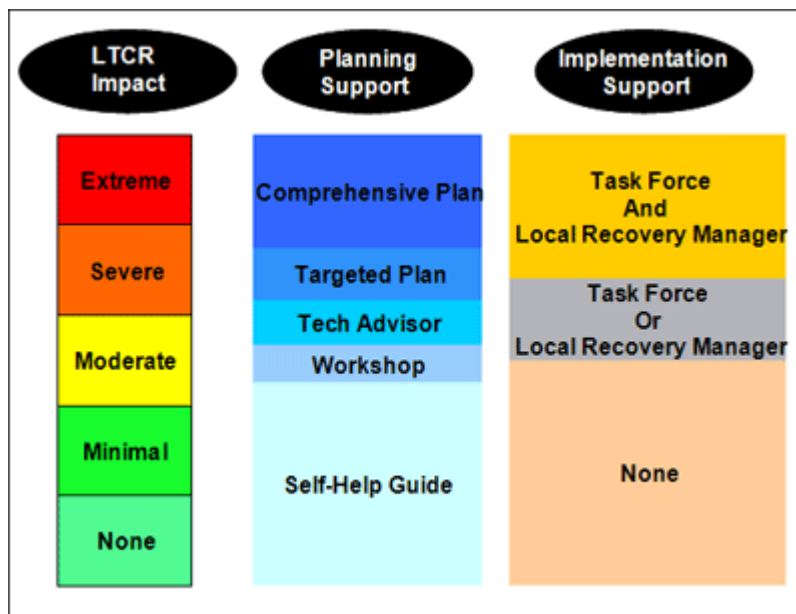 LTCR
Impact
Planning
Support
Implementation
Support
Extreme
Severe
Moderate
Minimal
None
Comprehensive Plan
Targeted Plan
Tech Advisor
Workshop
Self-Help Guide
Task Force
And
Local Recovery Manager
Task Force
Or
Local Recovery Manager
None